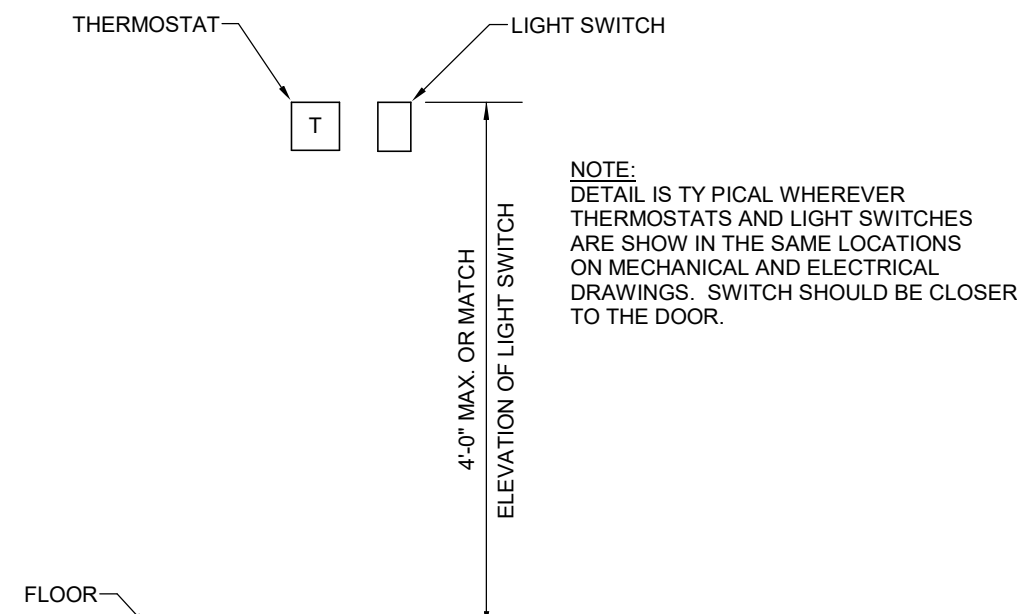 THERMOSTAT
LIGHT SWITCH
T
NOTE:
DETAIL IS TY PICAL WHEREVER
THERMOSTATS AND LIGHT SWITCHES
ARE SHOW IN THE SAME LOCATIONS
ON MECHANICAL AND ELECTRICAL
DRAWINGS.  SWITCH SHOULD BE CLOSER
TO THE DOOR.
4'-0" MAX. OR MATCH
ELEVATION OF LIGHT SWITCH
FLOOR